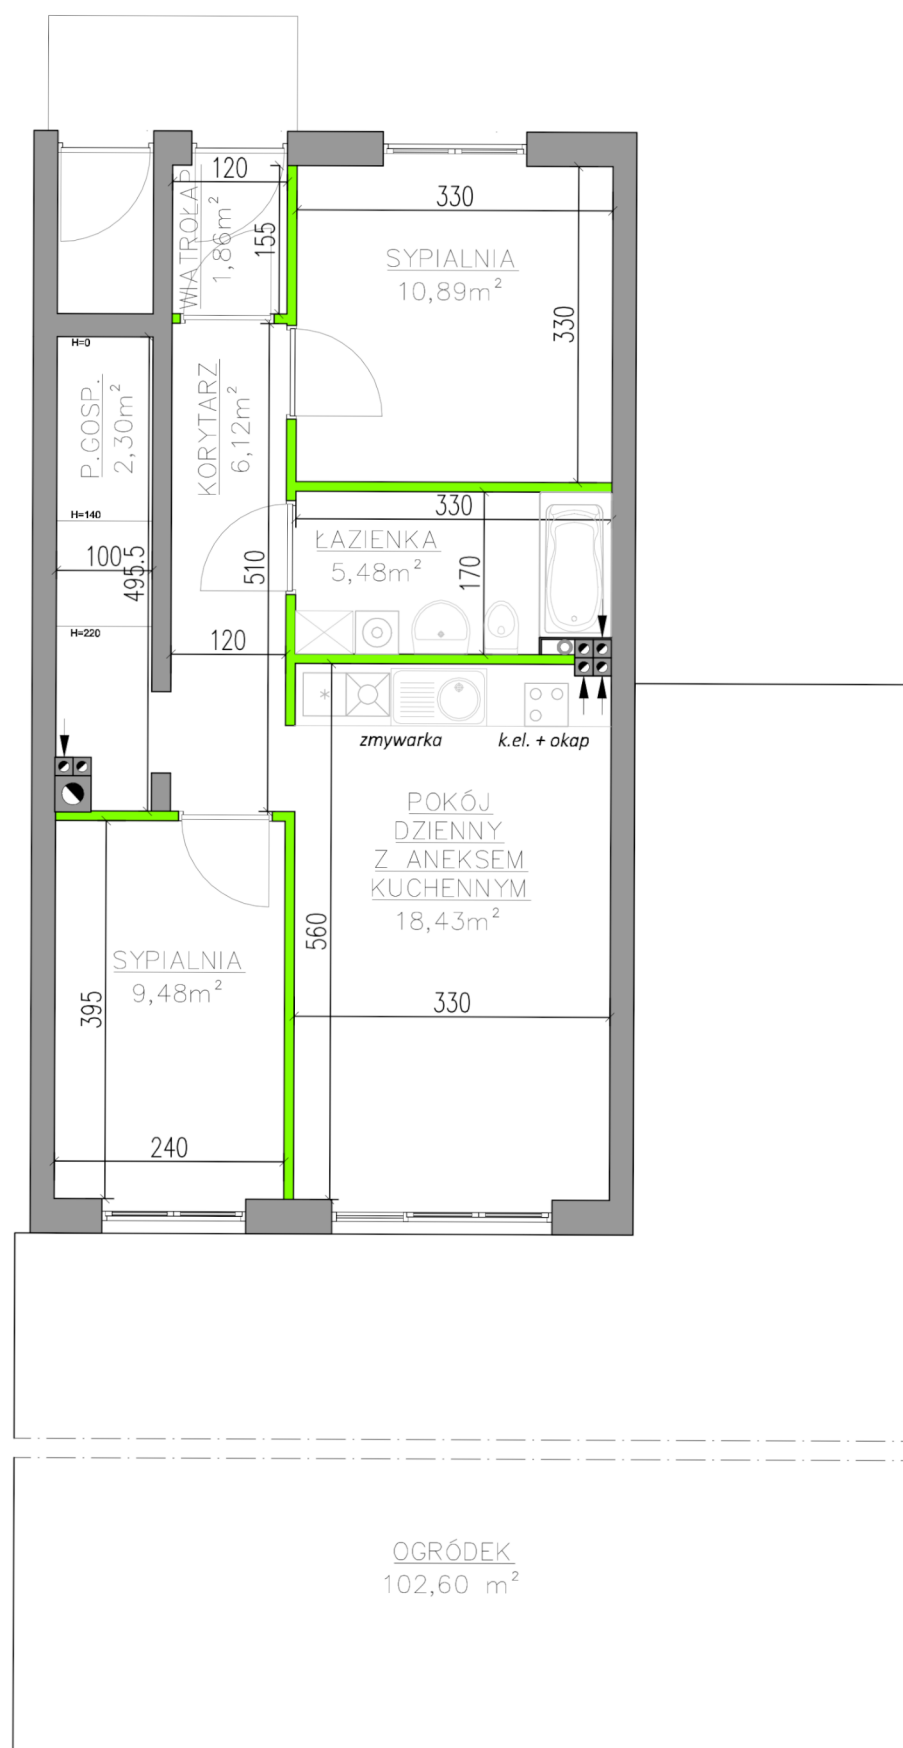 120
WIATROŁAP
1,86m²
155
330
SYPIALNIA
10,89m²
330
H=0
P.GOSP.
2,30m²
KORYTARZ
6,12m²
H=140
100
495.5
510
330
ŁAZIENKA
5,48m²
170
H=220
120
zmywarka
k.el. + okap
POKÓJ
DZIENNY
Z ANEKSEM
KUCHENNYM
18,43m²
560
330
SYPIALNIA
9,48m²
395
240
OGRÓDEK
102,60 m²